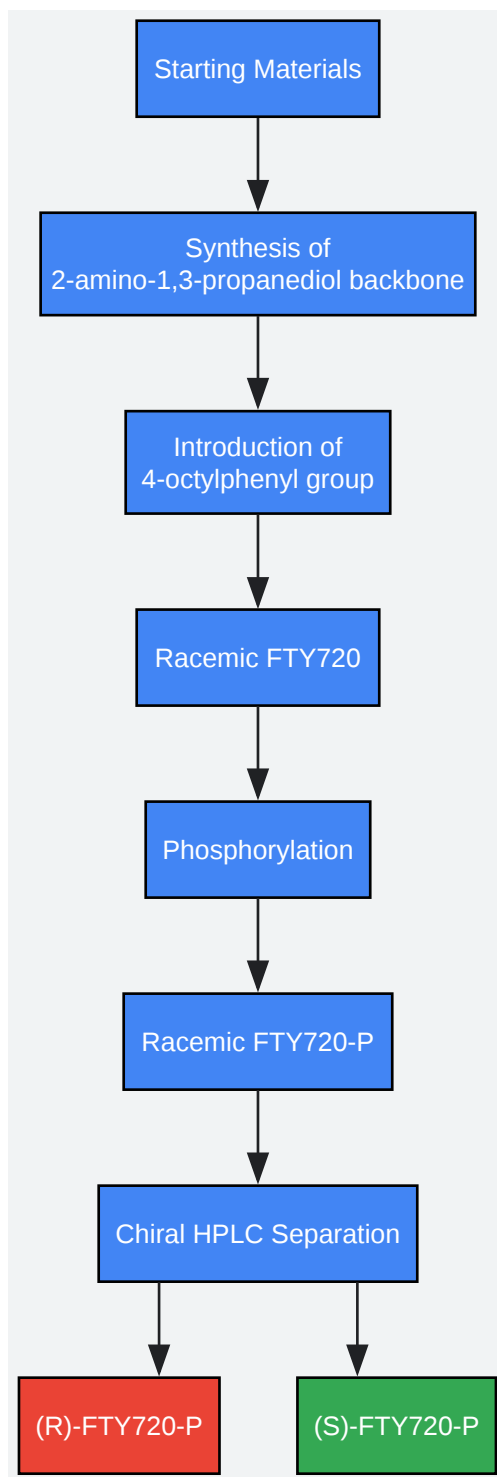 Starting Materials
Synthesis of
2-amino-1,3-propanediol backbone
Introduction of
4-octylphenyl group
Racemic FTY720
Phosphorylation
Racemic FTY720-P
Chiral HPLC Separation
(R)-FTY720-P
(S)-FTY720-P